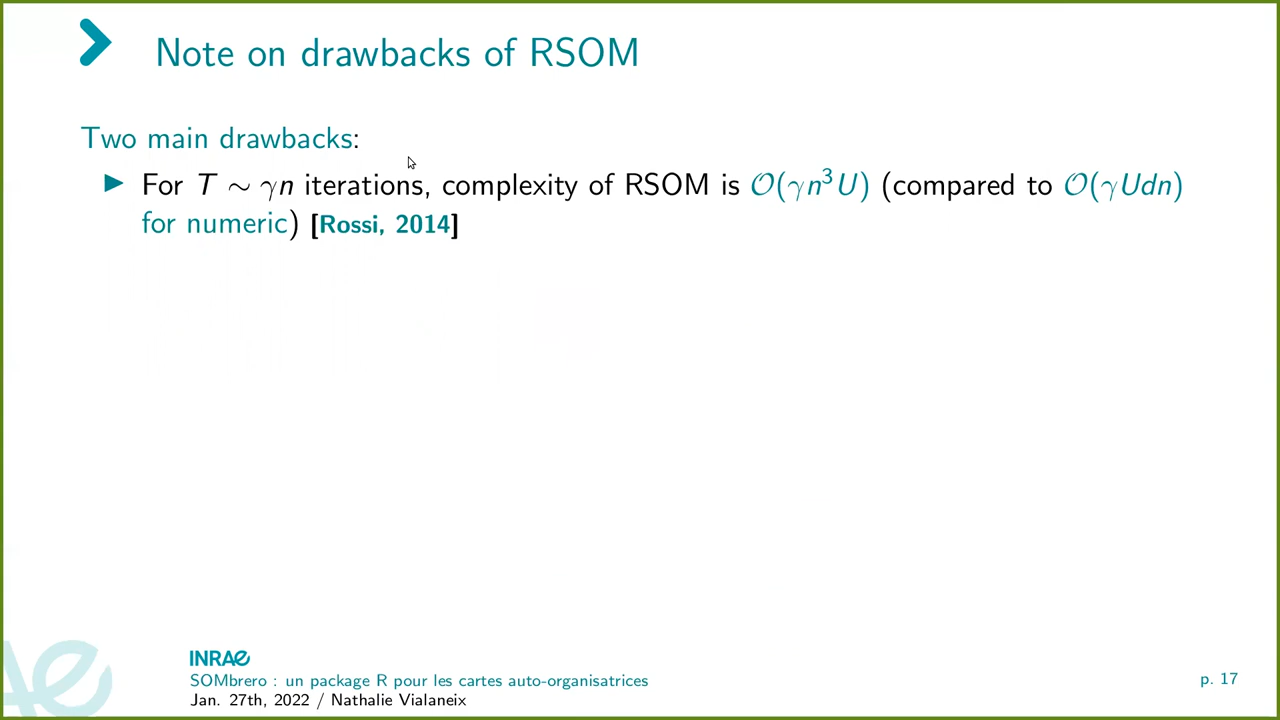 Note on drawbacks of RSOM
Two main drawbacks:
▶ For T ∼ γn iterations, complexity of RSOM is 𝒪(γn³U) (compared to 𝒪(γUdn)
for numeric) [Rossi, 2014]
INRAE
SOMbrero : un package R pour les cartes auto-organisatrices
Jan. 27th, 2022 / Nathalie Vialaneix
p. 17